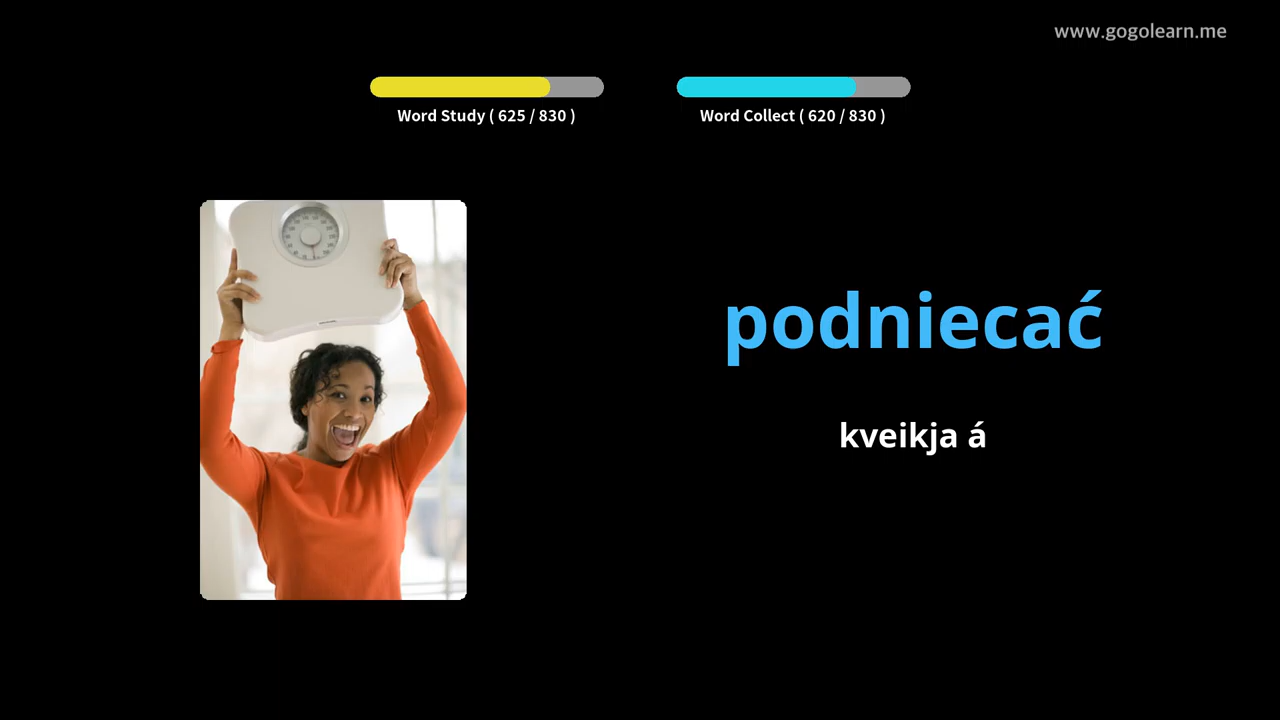 www.gogolearn.me
Word Study ( 625 / 830 )
Word Collect ( 620 / 830 )
podniecać
kveikja á